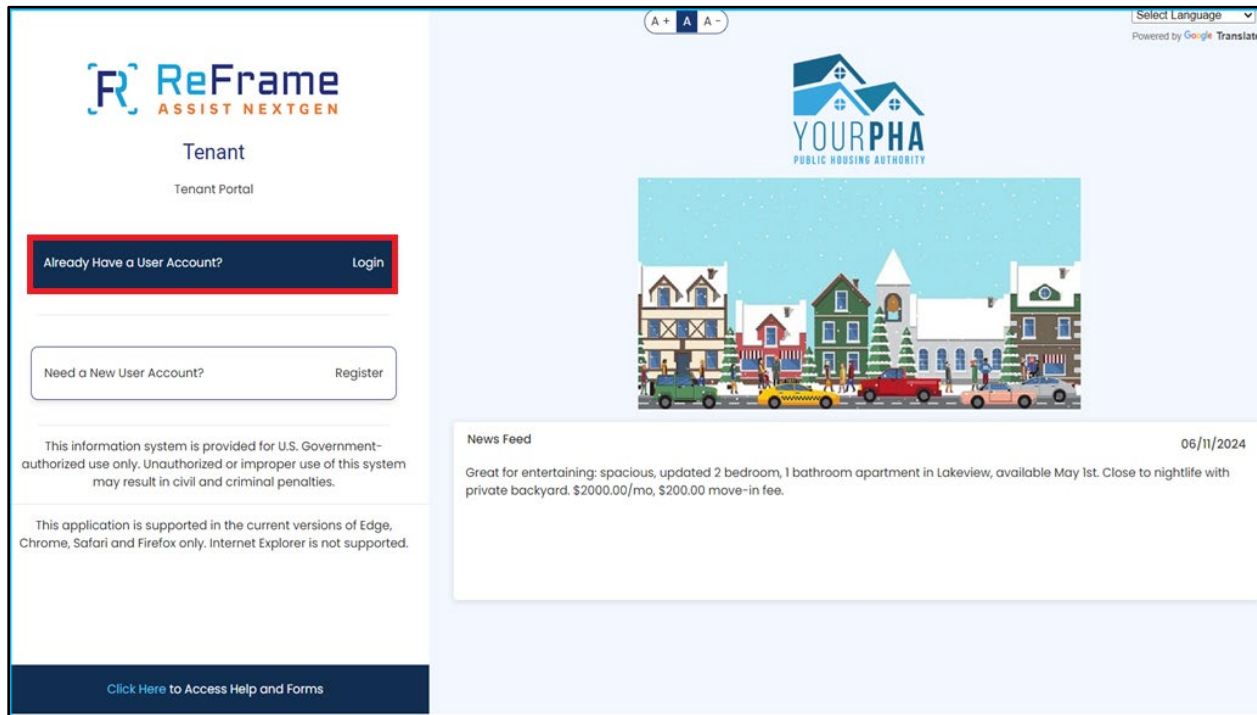 A + A A -
Select Language
Powered by Google Translate
ReFrame
ASSIST NEXTGEN
Tenant
Tenant Portal
Already Have a User Account? Login
Need a New User Account? Register
This information system is provided for U.S. Government-
authorized use only. Unauthorized or improper use of this system
may result in civil and criminal penalties.
This application is supported in the current versions of Edge,
Chrome, Safari and Firefox only. Internet Explorer is not supported.
Click Here to Access Help and Forms
YOURPHA
PUBLIC HOUSING AUTHORITY
News Feed 06/11/2024
Great for entertaining: spacious, updated 2 bedroom, 1 bathroom apartment in Lakeview, available May 1st. Close to nightlife with
private backyard. $2000.00/mo, $200.00 move-in fee.